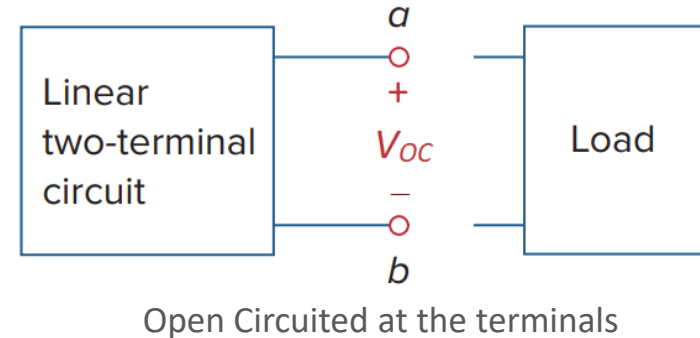 a
Linear
two-terminal
circuit
+
VOC
–
Load
b
Open Circuited at the terminals